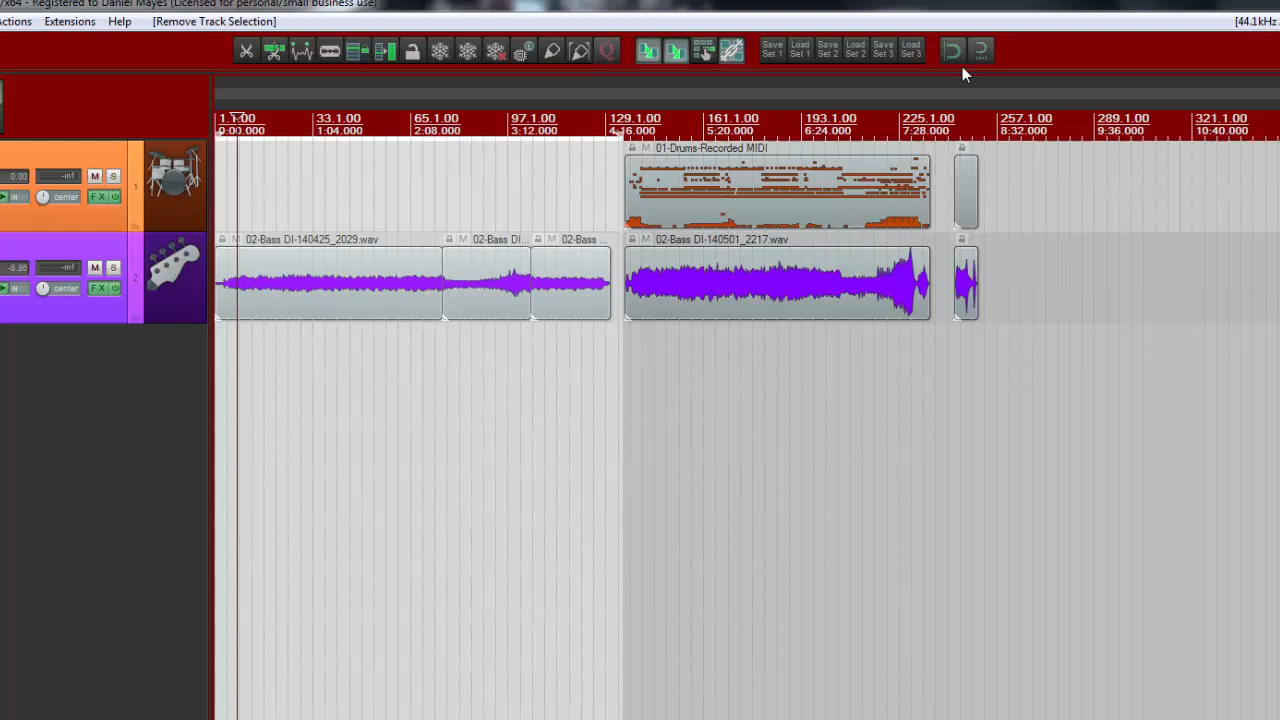 /x64 - Registered to Daniel Mayes (Licensed for personal/small business use)
Actions Extensions Help [Remove Track Selection] [44.1kHz
Save Set 1 Load Set 1 Save Set 2 Load Set 2 Save Set 3 Load Set 3
33.1.00 65.1.00 97.1.00 129.1.00 161.1.00 193.1.00 225.1.00 257.1.00 289.1.00 321.1.00
0:00.000 1:04.000 2:08.000 3:12.000 4:16.000 5:20.000 6:24.000 7:28.000 8:32.000 9:36.000 10:40.000
M 01-Drums-Recorded MIDI
0.00 -inf M S 1
IN center FX
M 02-Bass DI-140425_2029.wav M 02-Bass DI... M 02-Bass ... M 02-Bass DI-140501_2217.wav
-inf M S 2
IN center FX